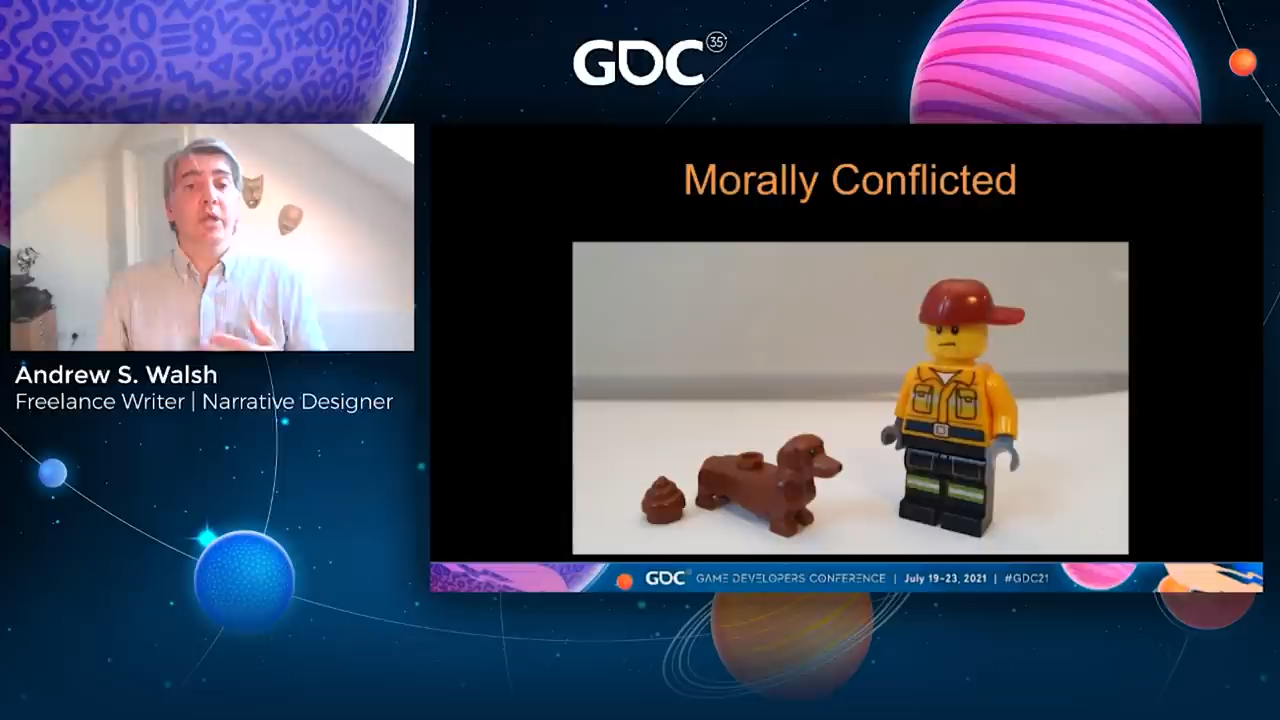 GDC 35
Andrew S. Walsh
Freelance Writer | Narrative Designer
Morally Conflicted
GDC GAME DEVELOPERS CONFERENCE | July 19-23, 2021 | #GDC21